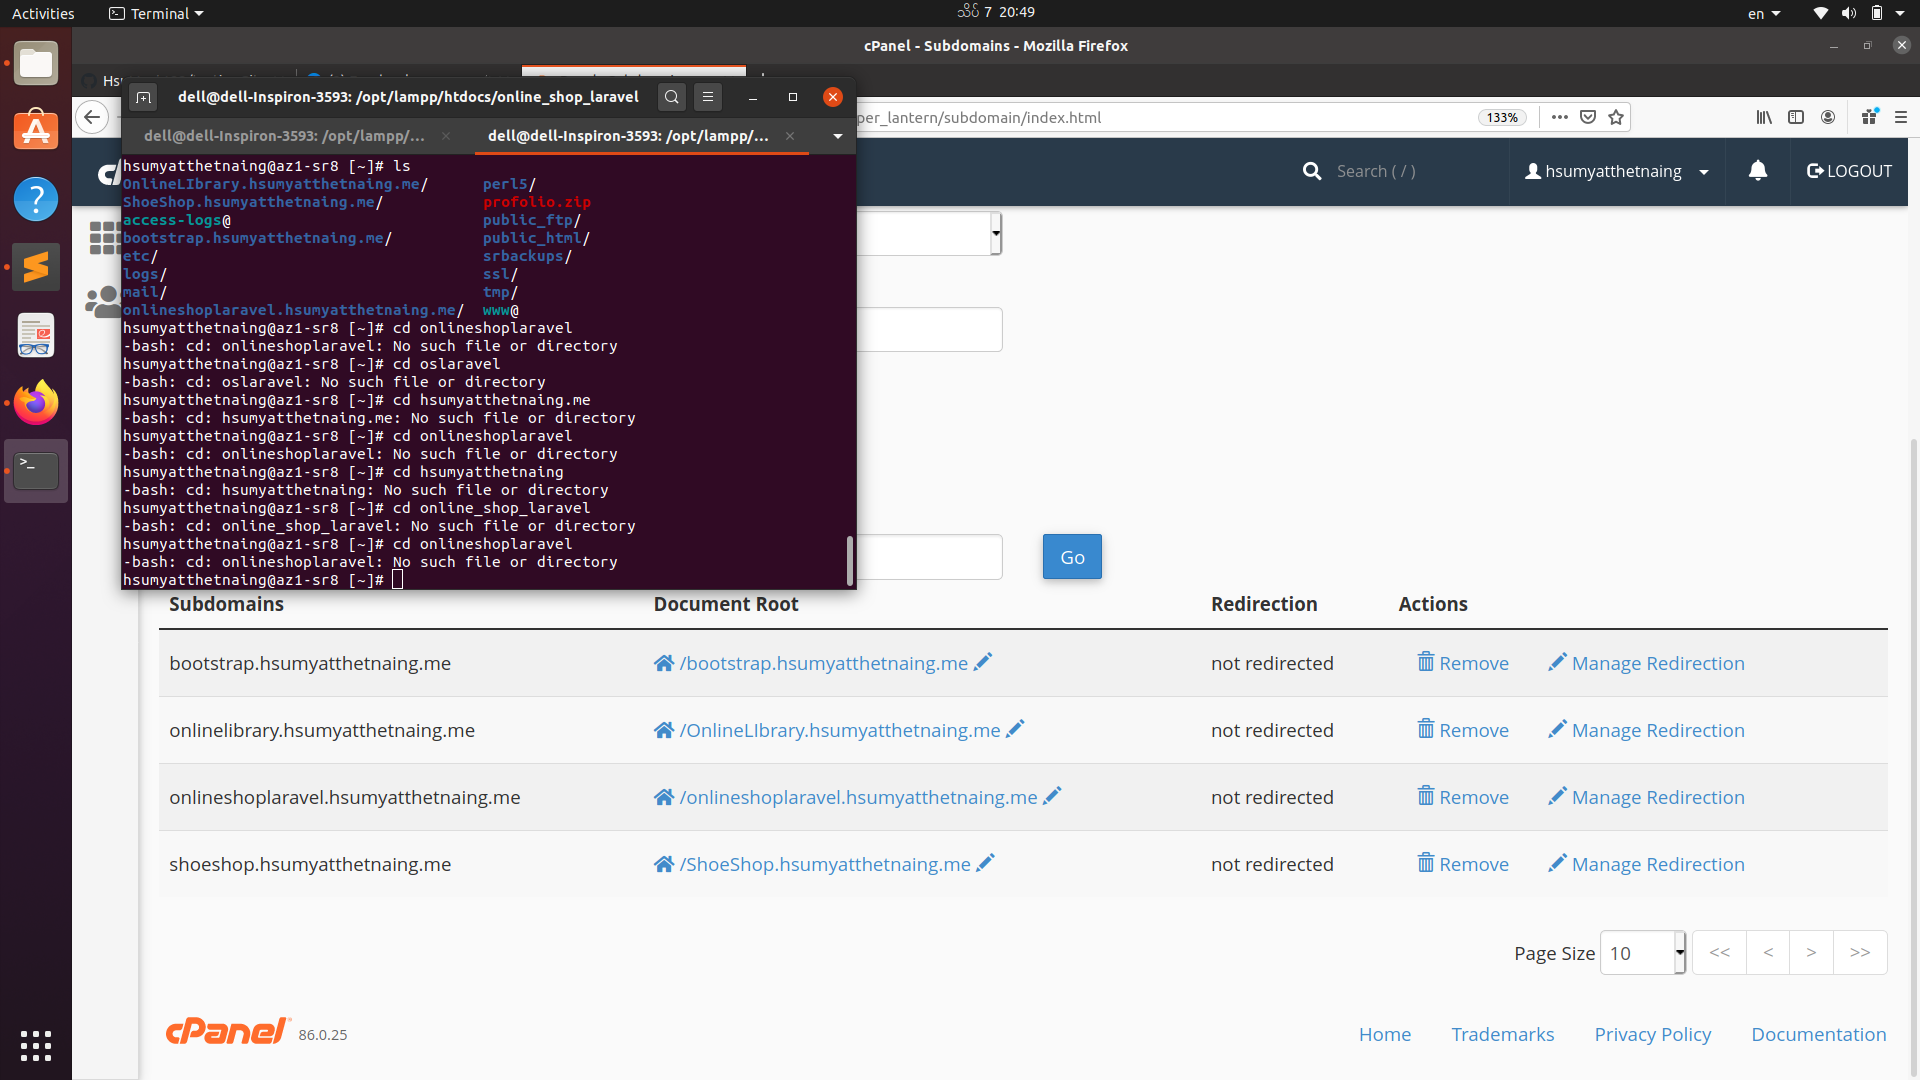 Activities
Terminal
သိပ် 7 20:49
en
cPanel - Subdomains - Mozilla Firefox
Hsu
dell@dell-Inspiron-3593: /opt/lampp/htdocs/online_shop_laravel
per_lantern/subdomain/index.html
133%
dell@dell-Inspiron-3593: /opt/lampp/...
dell@dell-Inspiron-3593: /opt/lampp/...
Search ( / )
hsumyatthetnaing
LOGOUT
hsumyatthetnaing@az1-sr8 [~]# ls
OnlineLIbrary.hsumyatthetnaing.me/ perl5/
ShoeShop.hsumyatthetnaing.me/ profolio.zip
access-logs@ public_ftp/
bootstrap.hsumyatthetnaing.me/ public_html/
etc/ srbackups/
logs/ ssl/
mail/ tmp/
onlineshoplaravel.hsumyatthetnaing.me/ www@
hsumyatthetnaing@az1-sr8 [~]# cd onlineshoplaravel
-bash: cd: onlineshoplaravel: No such file or directory
hsumyatthetnaing@az1-sr8 [~]# cd oslaravel
-bash: cd: oslaravel: No such file or directory
hsumyatthetnaing@az1-sr8 [~]# cd hsumyatthetnaing.me
-bash: cd: hsumyatthetnaing.me: No such file or directory
hsumyatthetnaing@az1-sr8 [~]# cd onlineshoplaravel
-bash: cd: onlineshoplaravel: No such file or directory
hsumyatthetnaing@az1-sr8 [~]# cd hsumyatthetnaing
-bash: cd: hsumyatthetnaing: No such file or directory
hsumyatthetnaing@az1-sr8 [~]# cd online_shop_laravel
-bash: cd: online_shop_laravel: No such file or directory
hsumyatthetnaing@az1-sr8 [~]# cd onlineshoplaravel
-bash: cd: onlineshoplaravel: No such file or directory
hsumyatthetnaing@az1-sr8 [~]#
Go
Subdomains Document Root Redirection Actions
bootstrap.hsumyatthetnaing.me /bootstrap.hsumyatthetnaing.me not redirected Remove Manage Redirection
onlinelibrary.hsumyatthetnaing.me /OnlineLIbrary.hsumyatthetnaing.me not redirected Remove Manage Redirection
onlineshoplaravel.hsumyatthetnaing.me /onlineshoplaravel.hsumyatthetnaing.me not redirected Remove Manage Redirection
shoeshop.hsumyatthetnaing.me /ShoeShop.hsumyatthetnaing.me not redirected Remove Manage Redirection
Page Size 10 << < > >>
cPanel 86.0.25
Home Trademarks Privacy Policy Documentation